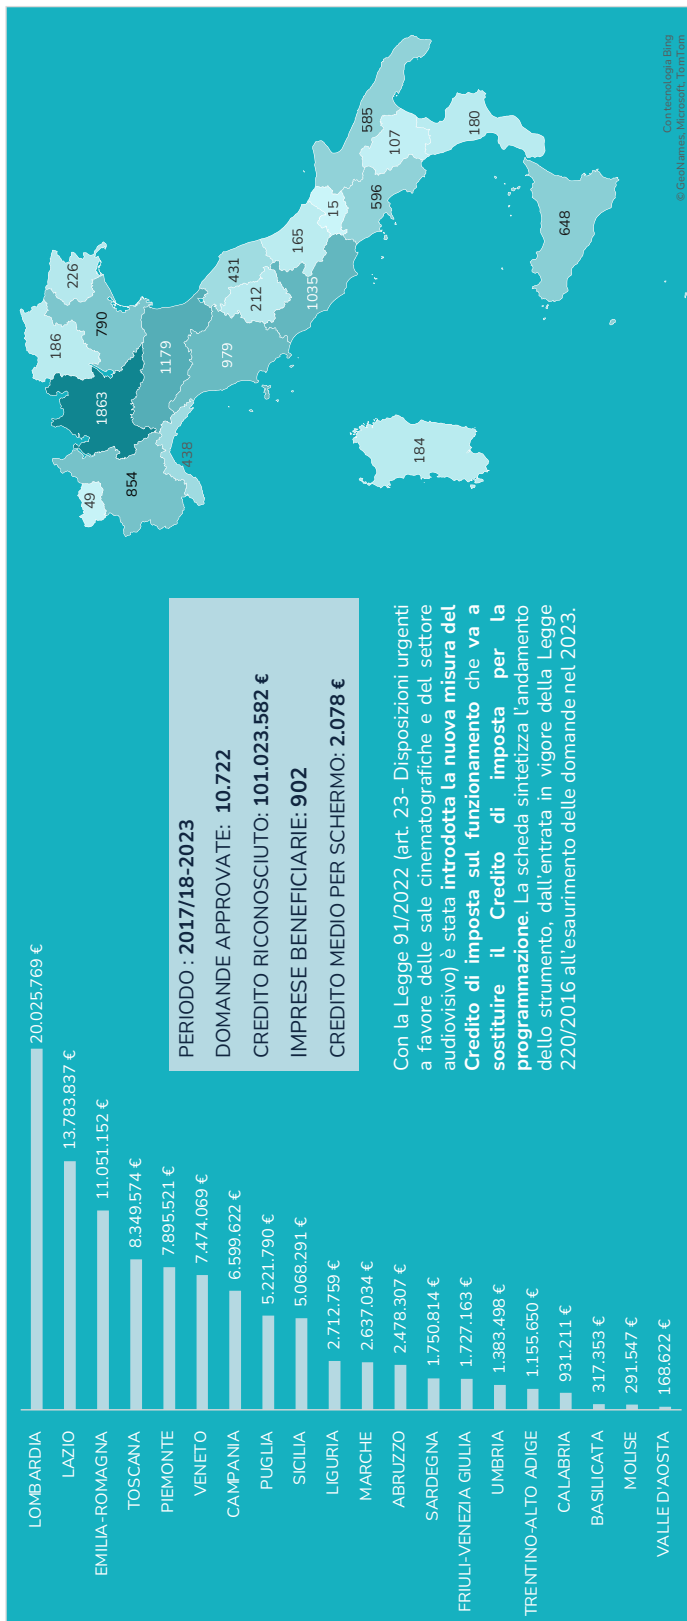 LOMBARDIA 20.025.769 €
LAZIO 13.783.837 €
EMILIA-ROMAGNA 11.051.152 €
TOSCANA 8.349.574 €
PIEMONTE 7.895.521 €
VENETO 7.474.069 €
CAMPANIA 6.599.622 €
PUGLIA 5.221.790 €
SICILIA 5.068.291 €
LIGURIA 2.712.759 €
MARCHE 2.637.034 €
ABRUZZO 2.478.307 €
SARDEGNA 1.750.814 €
FRIULI-VENEZIA GIULIA 1.727.163 €
UMBRIA 1.383.498 €
TRENTINO-ALTO ADIGE 1.155.650 €
CALABRIA 931.211 €
BASILICATA 317.353 €
MOLISE 291.547 €
VALLE D'AOSTA 168.622 €
PERIODO : 2017/18-2023
DOMANDE APPROVATE: 10.722
CREDITO RICONOSCIUTO: 101.023.582 €
IMPRESE BENEFICIARIE: 902
CREDITO MEDIO PER SCHERMO: 2.078 €
Con la Legge 91/2022 (art. 23- Disposizioni urgenti
a favore delle sale cinematografiche e del settore
audiovisivo) è stata introdotta la nuova misura del
Credito di imposta sul funzionamento che va a
sostituire il Credito di imposta per la
programmazione. La scheda sintetizza l'andamento
dello strumento, dall'entrata in vigore della Legge
220/2016 all'esaurimento delle domande nel 2023.
186
226
49
1863
790
854
1179
438
431
979
212
165
1035
15
585
596
107
184
180
648
Con tecnologia Bing
© GeoNames, Microsoft, TomTom